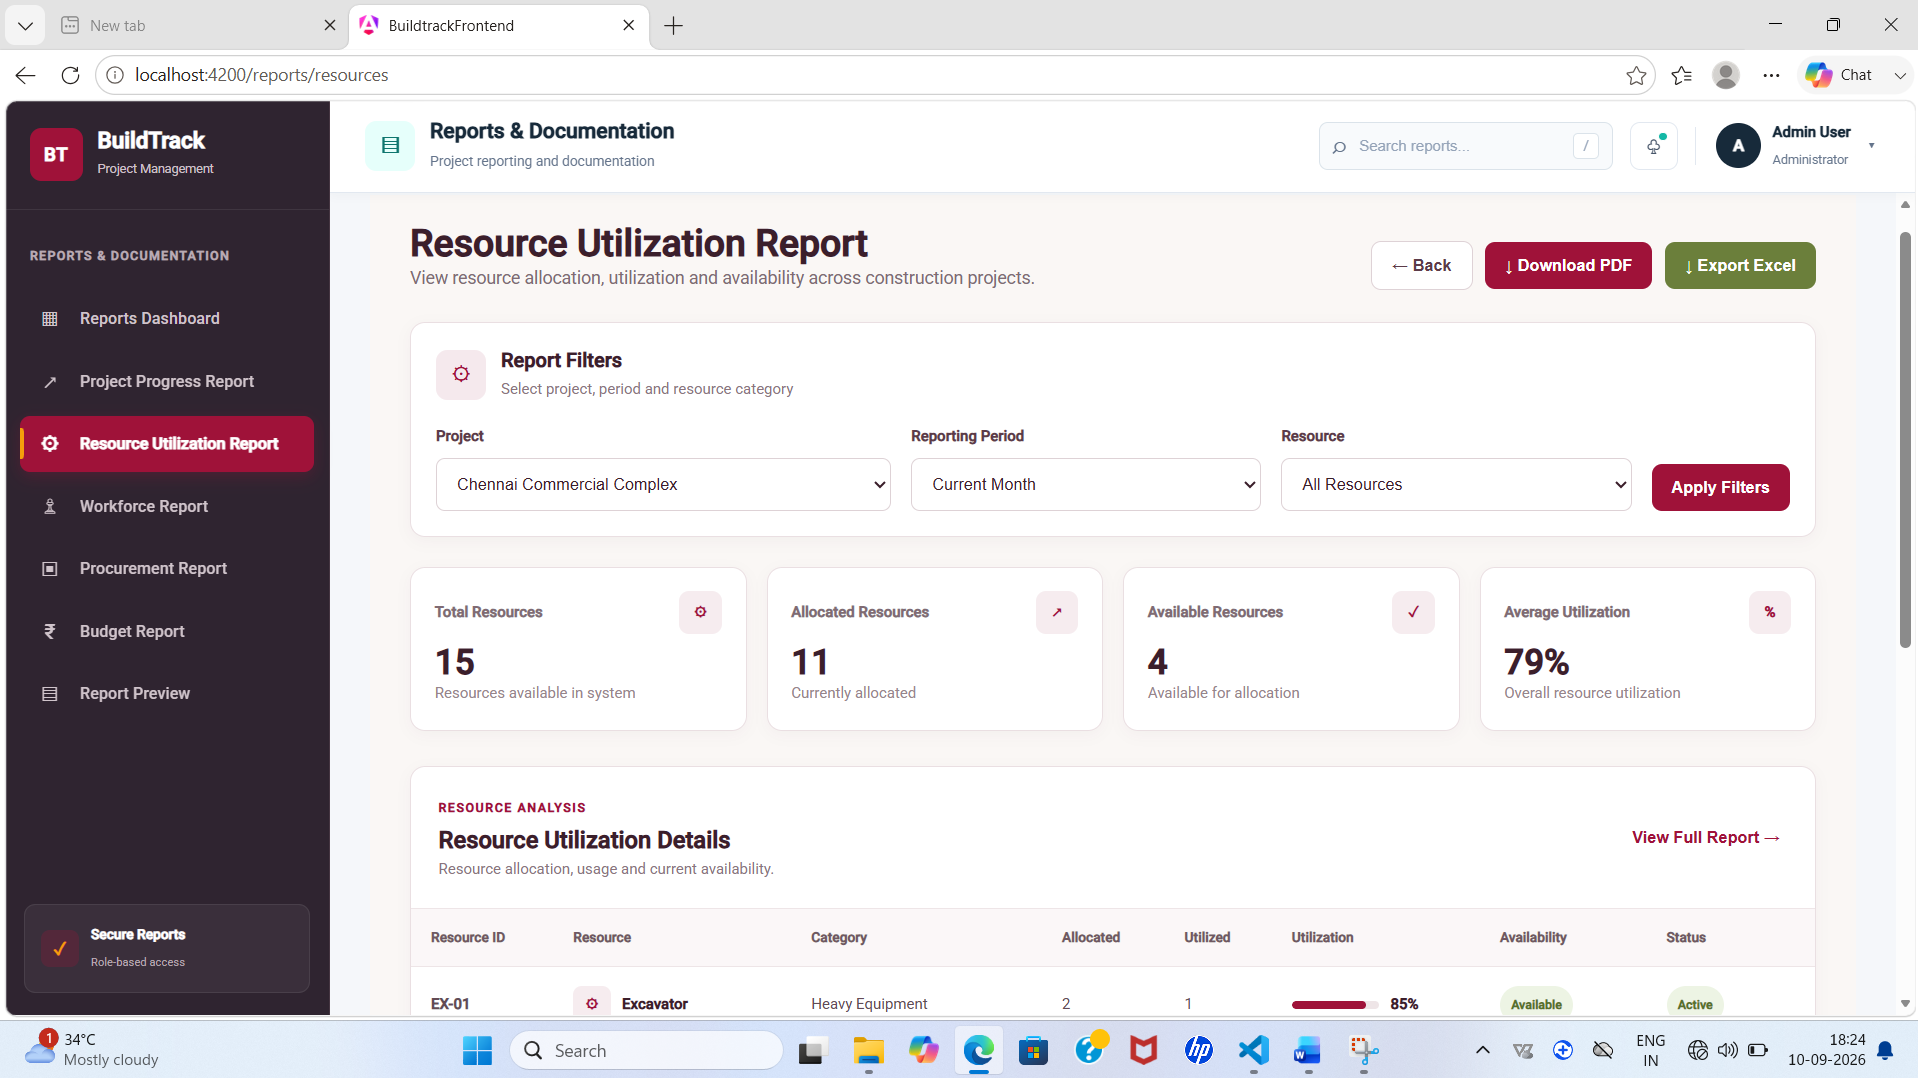 New tab
BuildtrackFrontend
localhost:4200/reports/resources
Chat
BT
BuildTrack
Project Management
REPORTS & DOCUMENTATION
Reports Dashboard
Project Progress Report
Resource Utilization Report
Workforce Report
Procurement Report
₹ Budget Report
Report Preview
Secure Reports
Role-based access
Reports & Documentation
Project reporting and documentation
Search reports... /
A
Admin User
Administrator
Resource Utilization Report
View resource allocation, utilization and availability across construction projects.
← Back
↓ Download PDF
↓ Export Excel
Report Filters
Select project, period and resource category
Project Reporting Period Resource
Chennai Commercial Complex Current Month All Resources Apply Filters
Total Resources
15
Resources available in system
Allocated Resources
11
Currently allocated
Available Resources
4
Available for allocation
Average Utilization %
79%
Overall resource utilization
RESOURCE ANALYSIS
Resource Utilization Details
Resource allocation, usage and current availability.
View Full Report →
Resource ID Resource Category Allocated Utilized Utilization Availability Status
EX-01 Excavator Heavy Equipment 2 1 85% Available Active
1
34°C
Mostly cloudy
Search
ENG
IN
18:24
10-09-2026